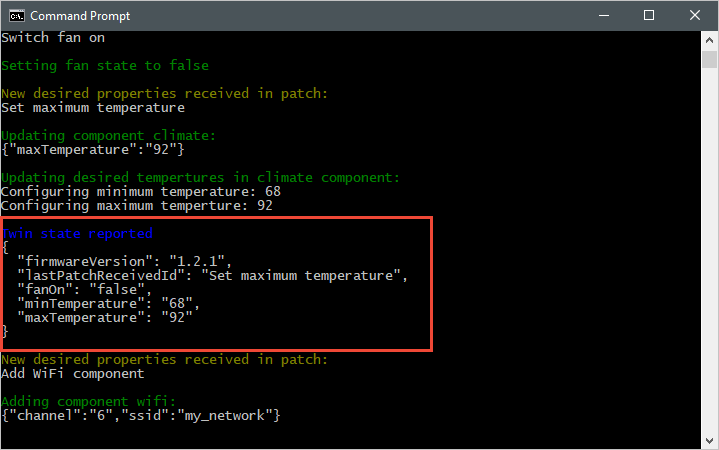 Command Prompt
Switch fan on
Setting fan state to false
New desired properties received in patch:
Set maximum temperature
Updating component climate:
{"maxTemperature":"92"}
Updating desired tempertures in climate component:
Configuring minimum temperature: 68
Configuring maximum temperture: 92
Twin state reported
{
"firmwareVersion": "1.2.1",
"lastPatchReceivedId": "Set maximum temperature",
"fanOn": "false",
"minTemperature": "68",
"maxTemperature": "92"
}
New desired properties received in patch:
Add WiFi component
Adding component wifi:
{"channel":"6","ssid":"my_network"}